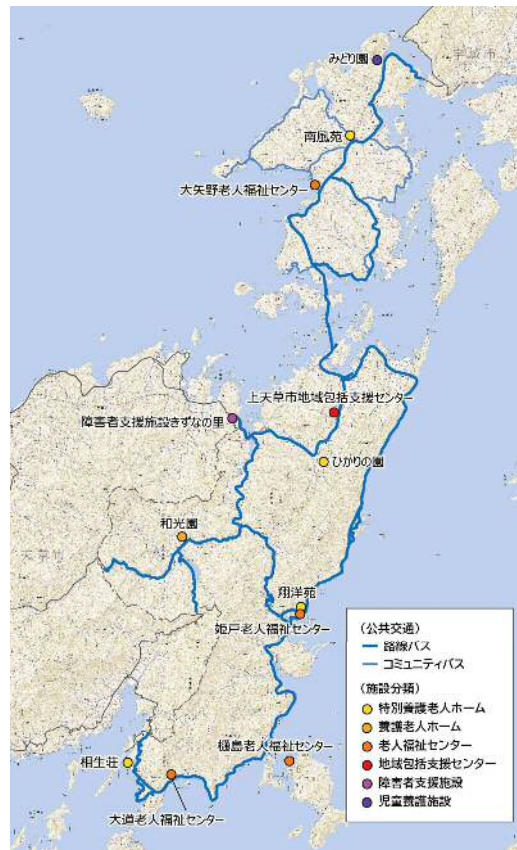 みどり園
宇城市
南風苑
大矢野老人福祉センター
上天草市地域包括支援センター
障害者支援施設きずなの里
ひがりの園
和光園
天草市
翔洋苑
姫戸老人福祉センター
樋島老人福祉センター
相生荘
大道老人福祉センター
（公共交通）
路線バス
コミュニティバス
（施設分類）
特別養護老人ホーム
養護老人ホーム
老人福祉センター
地域包括支援センター
障害者支援施設
児童養護施設